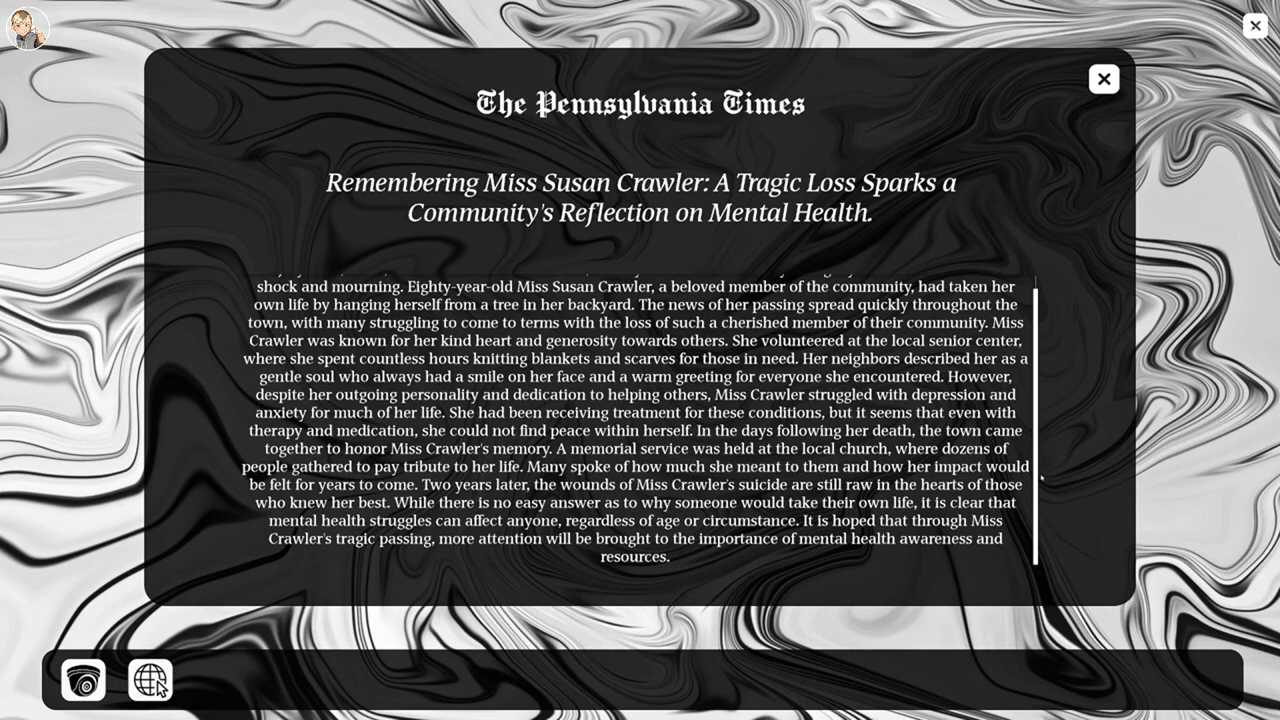 The Pennsylvania Times
Remembering Miss Susan Crawler: A Tragic Loss Sparks a
Community's Reflection on Mental Health.
shock and mourning. Eighty-year-old Miss Susan Crawler, a beloved member of the community, had taken her
own life by hanging herself from a tree in her backyard. The news of her passing spread quickly throughout the
town, with many struggling to come to terms with the loss of such a cherished member of their community. Miss
Crawler was known for her kind heart and generosity towards others. She volunteered at the local senior center,
where she spent countless hours knitting blankets and scarves for those in need. Her neighbors described her as a
gentle soul who always had a smile on her face and a warm greeting for everyone she encountered. However,
despite her outgoing personality and dedication to helping others, Miss Crawler struggled with depression and
anxiety for much of her life. She had been receiving treatment for these conditions, but it seems that even with
therapy and medication, she could not find peace within herself. In the days following her death, the town came
together to honor Miss Crawler's memory. A memorial service was held at the local church, where dozens of
people gathered to pay tribute to her life. Many spoke of how much she meant to them and how her impact would
be felt for years to come. Two years later, the wounds of Miss Crawler's suicide are still raw in the hearts of those
who knew her best. While there is no easy answer as to why someone would take their own life, it is clear that
mental health struggles can affect anyone, regardless of age or circumstance. It is hoped that through Miss
Crawler's tragic passing, more attention will be brought to the importance of mental health awareness and
resources.